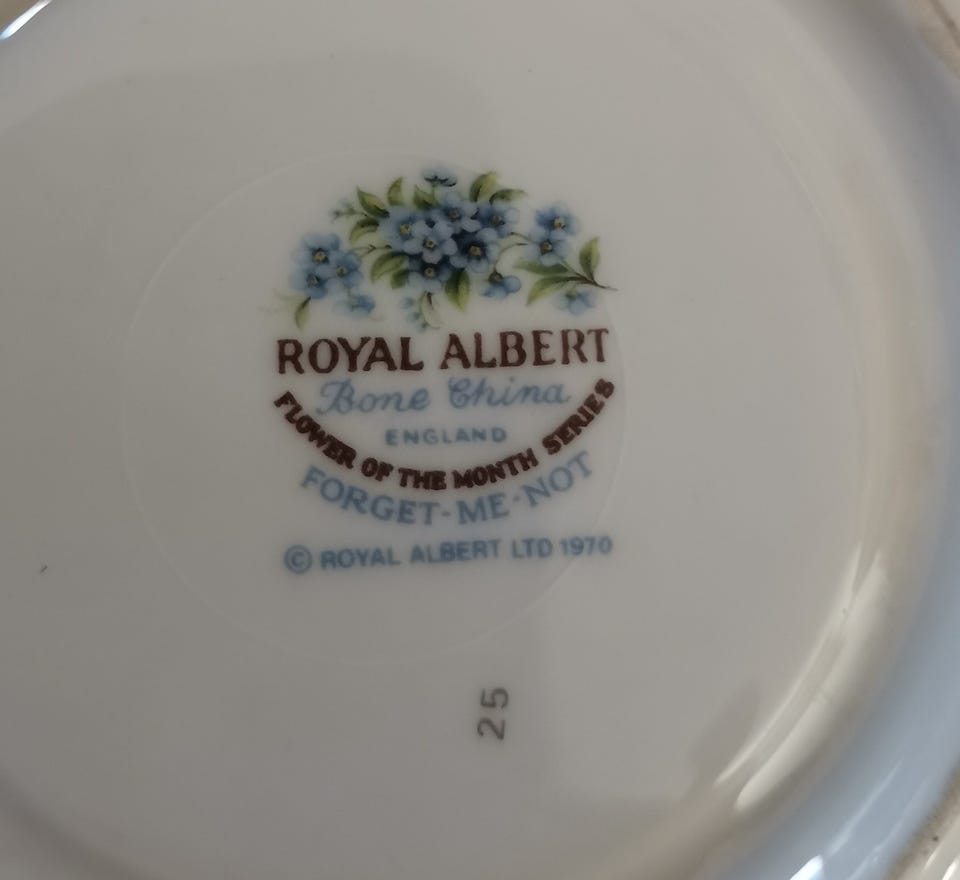 ROYAL ALBERT
Bone China
ENGLAND
FLOWER OF THE MONTH SERIES
FORGET-ME-NOT
© ROYAL ALBERT LTD 1970
25